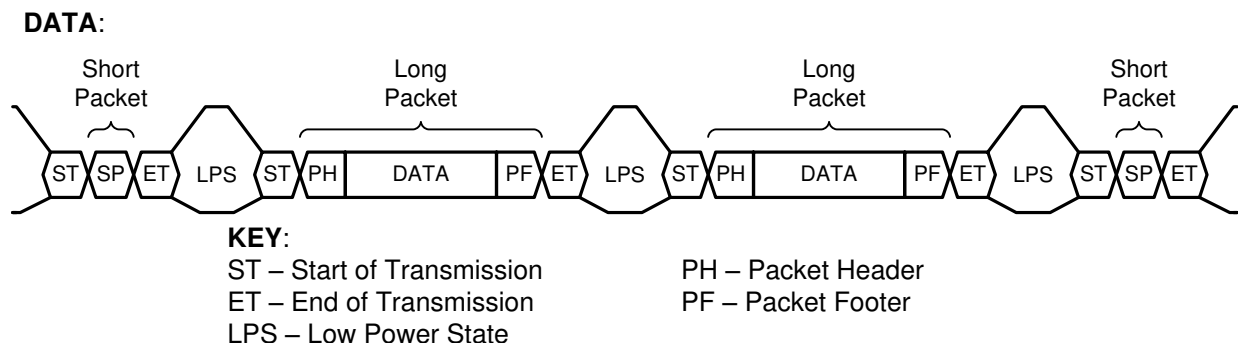 DATA:
Short Packet
Long Packet
Long Packet
Short Packet
ST SP ET LPS ST PH DATA PF ET LPS ST PH DATA PF ET LPS ST SP ET
KEY:
ST – Start of Transmission
ET – End of Transmission
LPS – Low Power State
PH – Packet Header
PF – Packet Footer